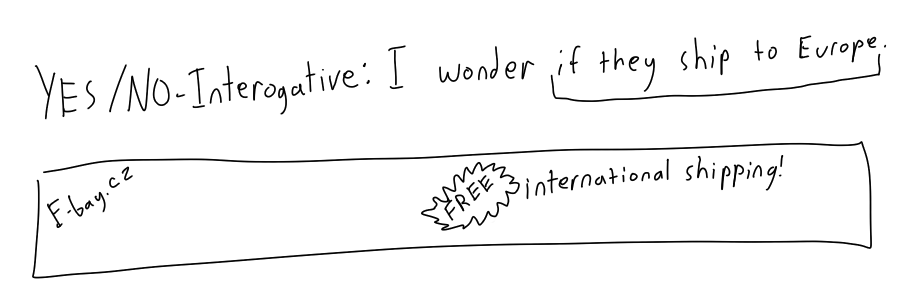 YES/NO-Interogative: I wonder if they ship to Europe.
E-bay.cz
FREE international shipping!